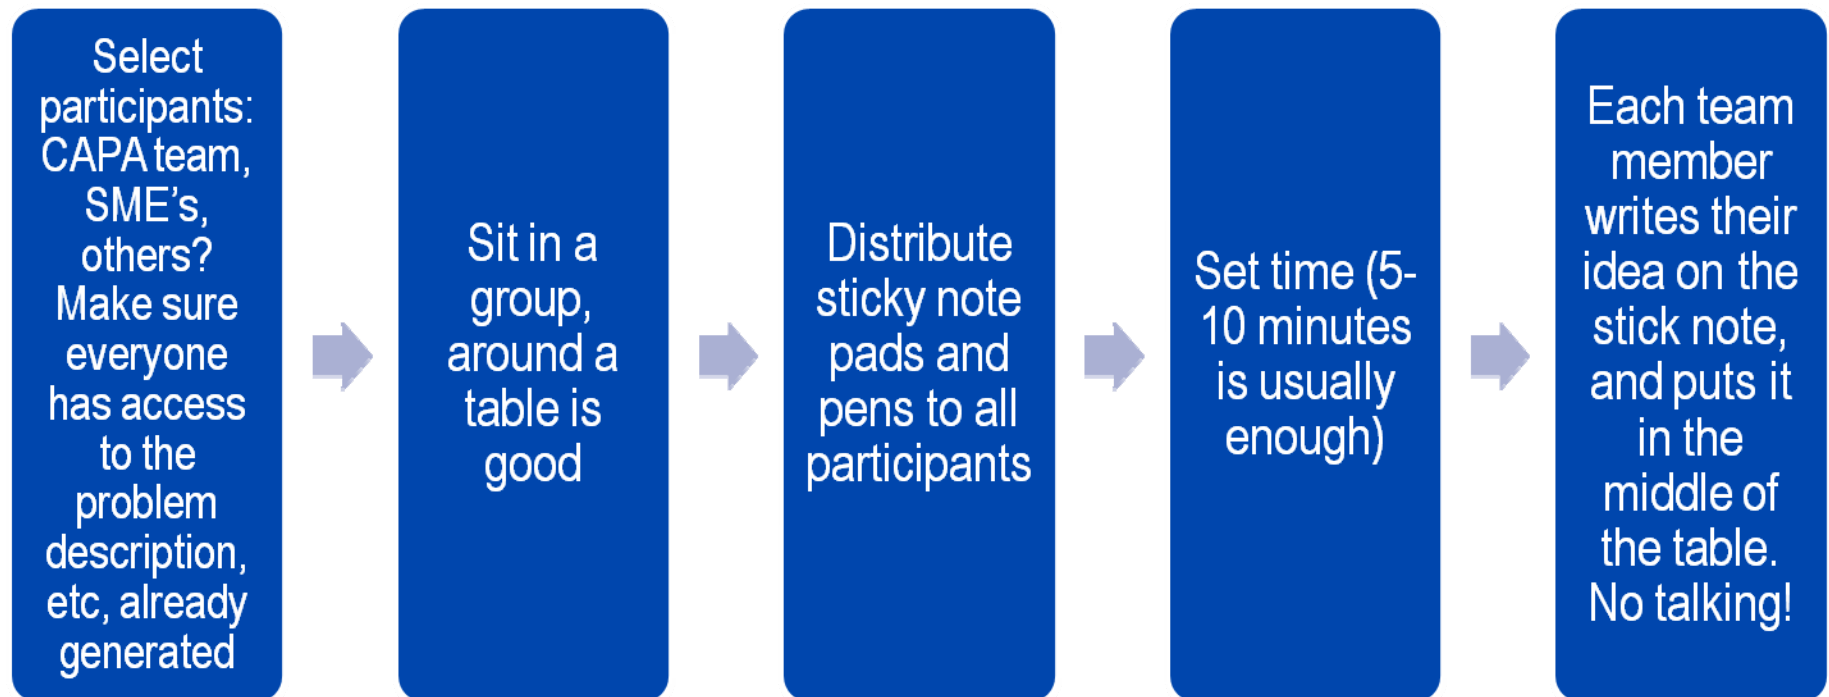 Select
participants:
CAPA team,
SME’s,
others?
Make sure
everyone
has access
to the
problem
description,
etc, already
generated
Sit in a
group,
around a
table is
good
Distribute
sticky note
pads and
pens to all
participants
Set time (5-
10 minutes
is usually
enough)
Each team
member
writes their
idea on the
stick note,
and puts it
in the
middle of
the table.
No talking!